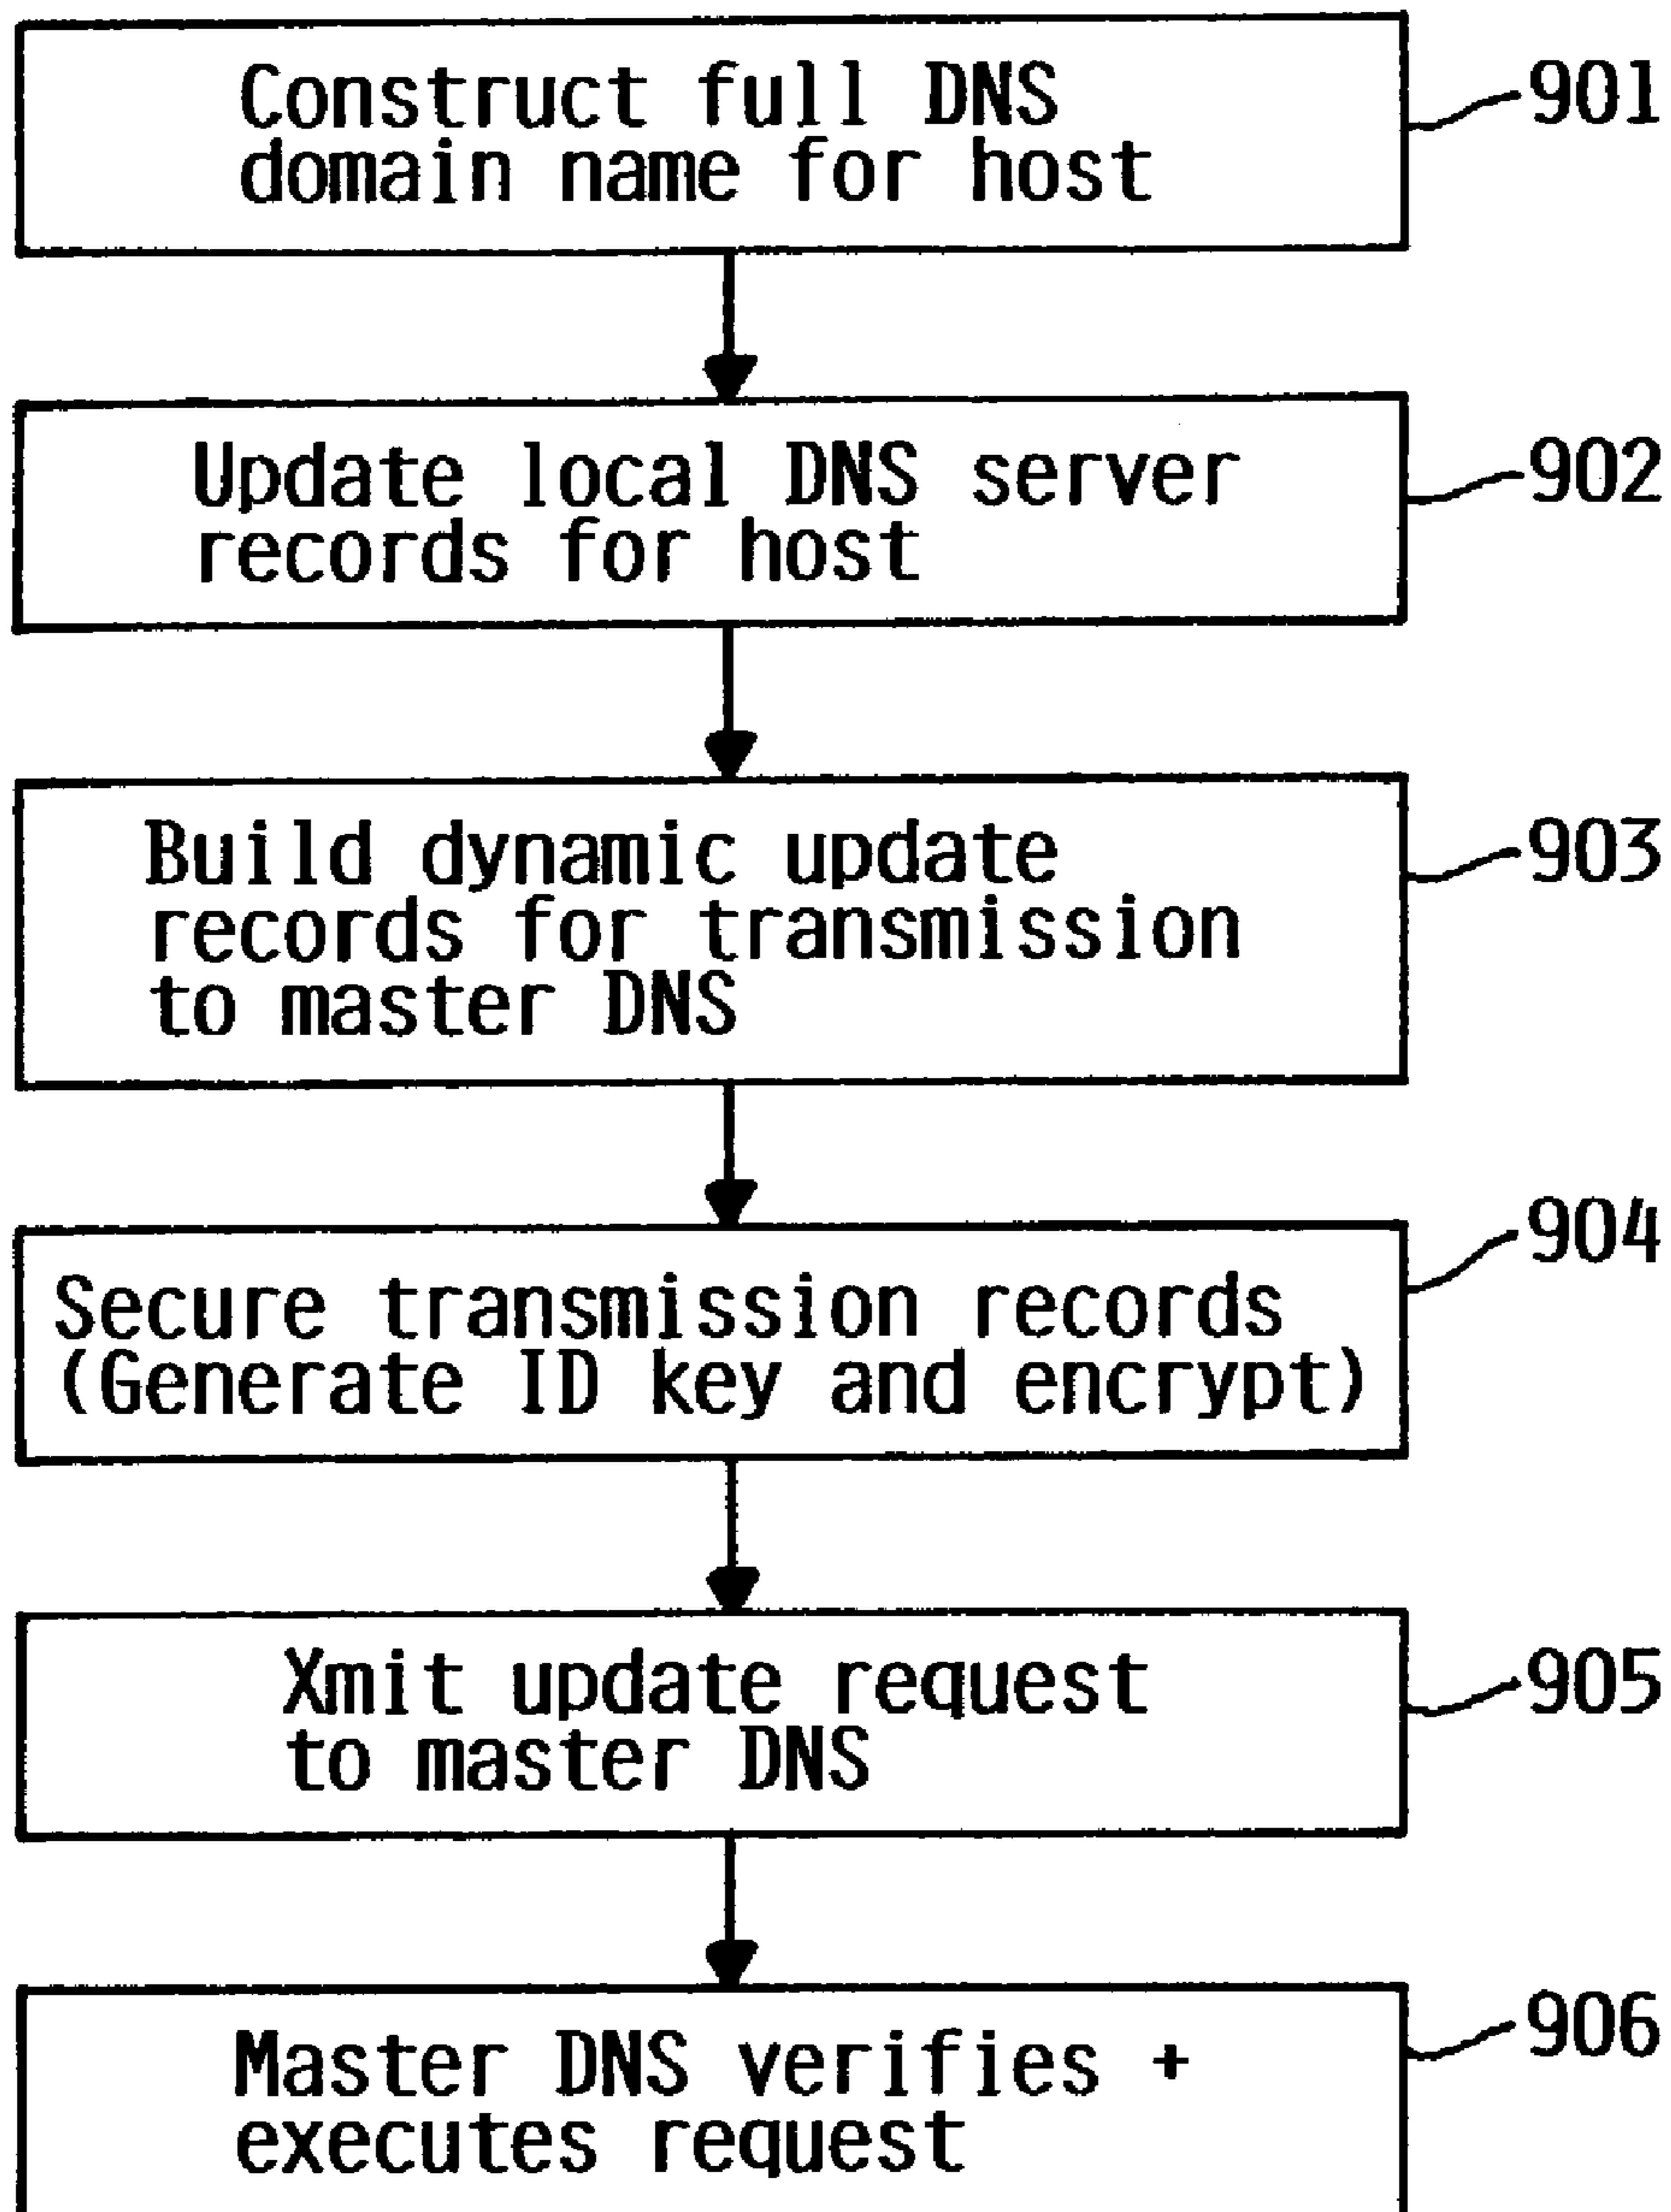 Construct full DNS
domain name for host
901
Update local DNS server
records for host
902
Build dynamic update
records for transmission
to master DNS
903
Secure transmission records
(Generate ID key and encrypt)
904
Xmit update request
to master DNS
905
Master DNS verifies +
executes request
906